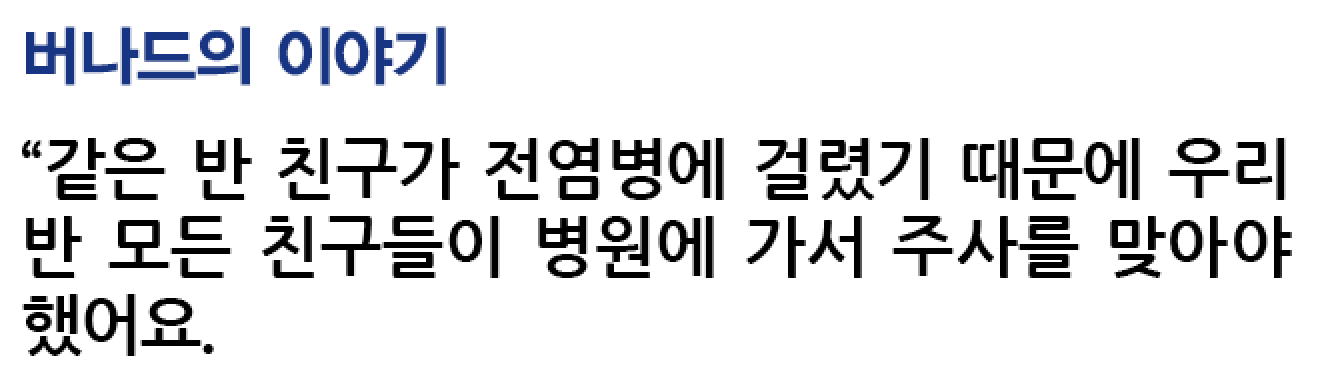 버나드의 이야기
“같은 반 친구가 전염병에 걸렸기 때문에 우리
반 모든 친구들이 병원에 가서 주사를 맞아야
했어요.